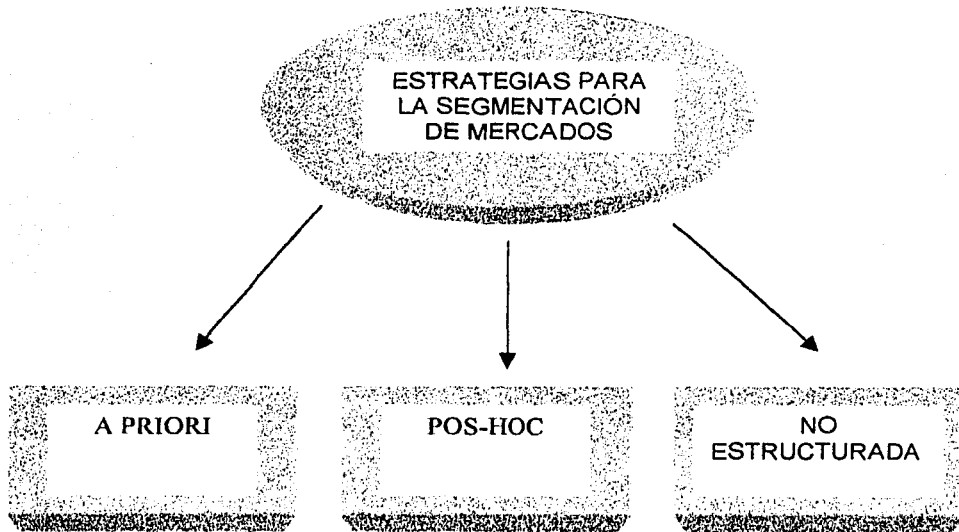 ESTRATEGIAS PARA
LA SEGMENTACIÓN
DE MERCADOS
A PRIORI
POS-HOC
NO
ESTRUCTURADA